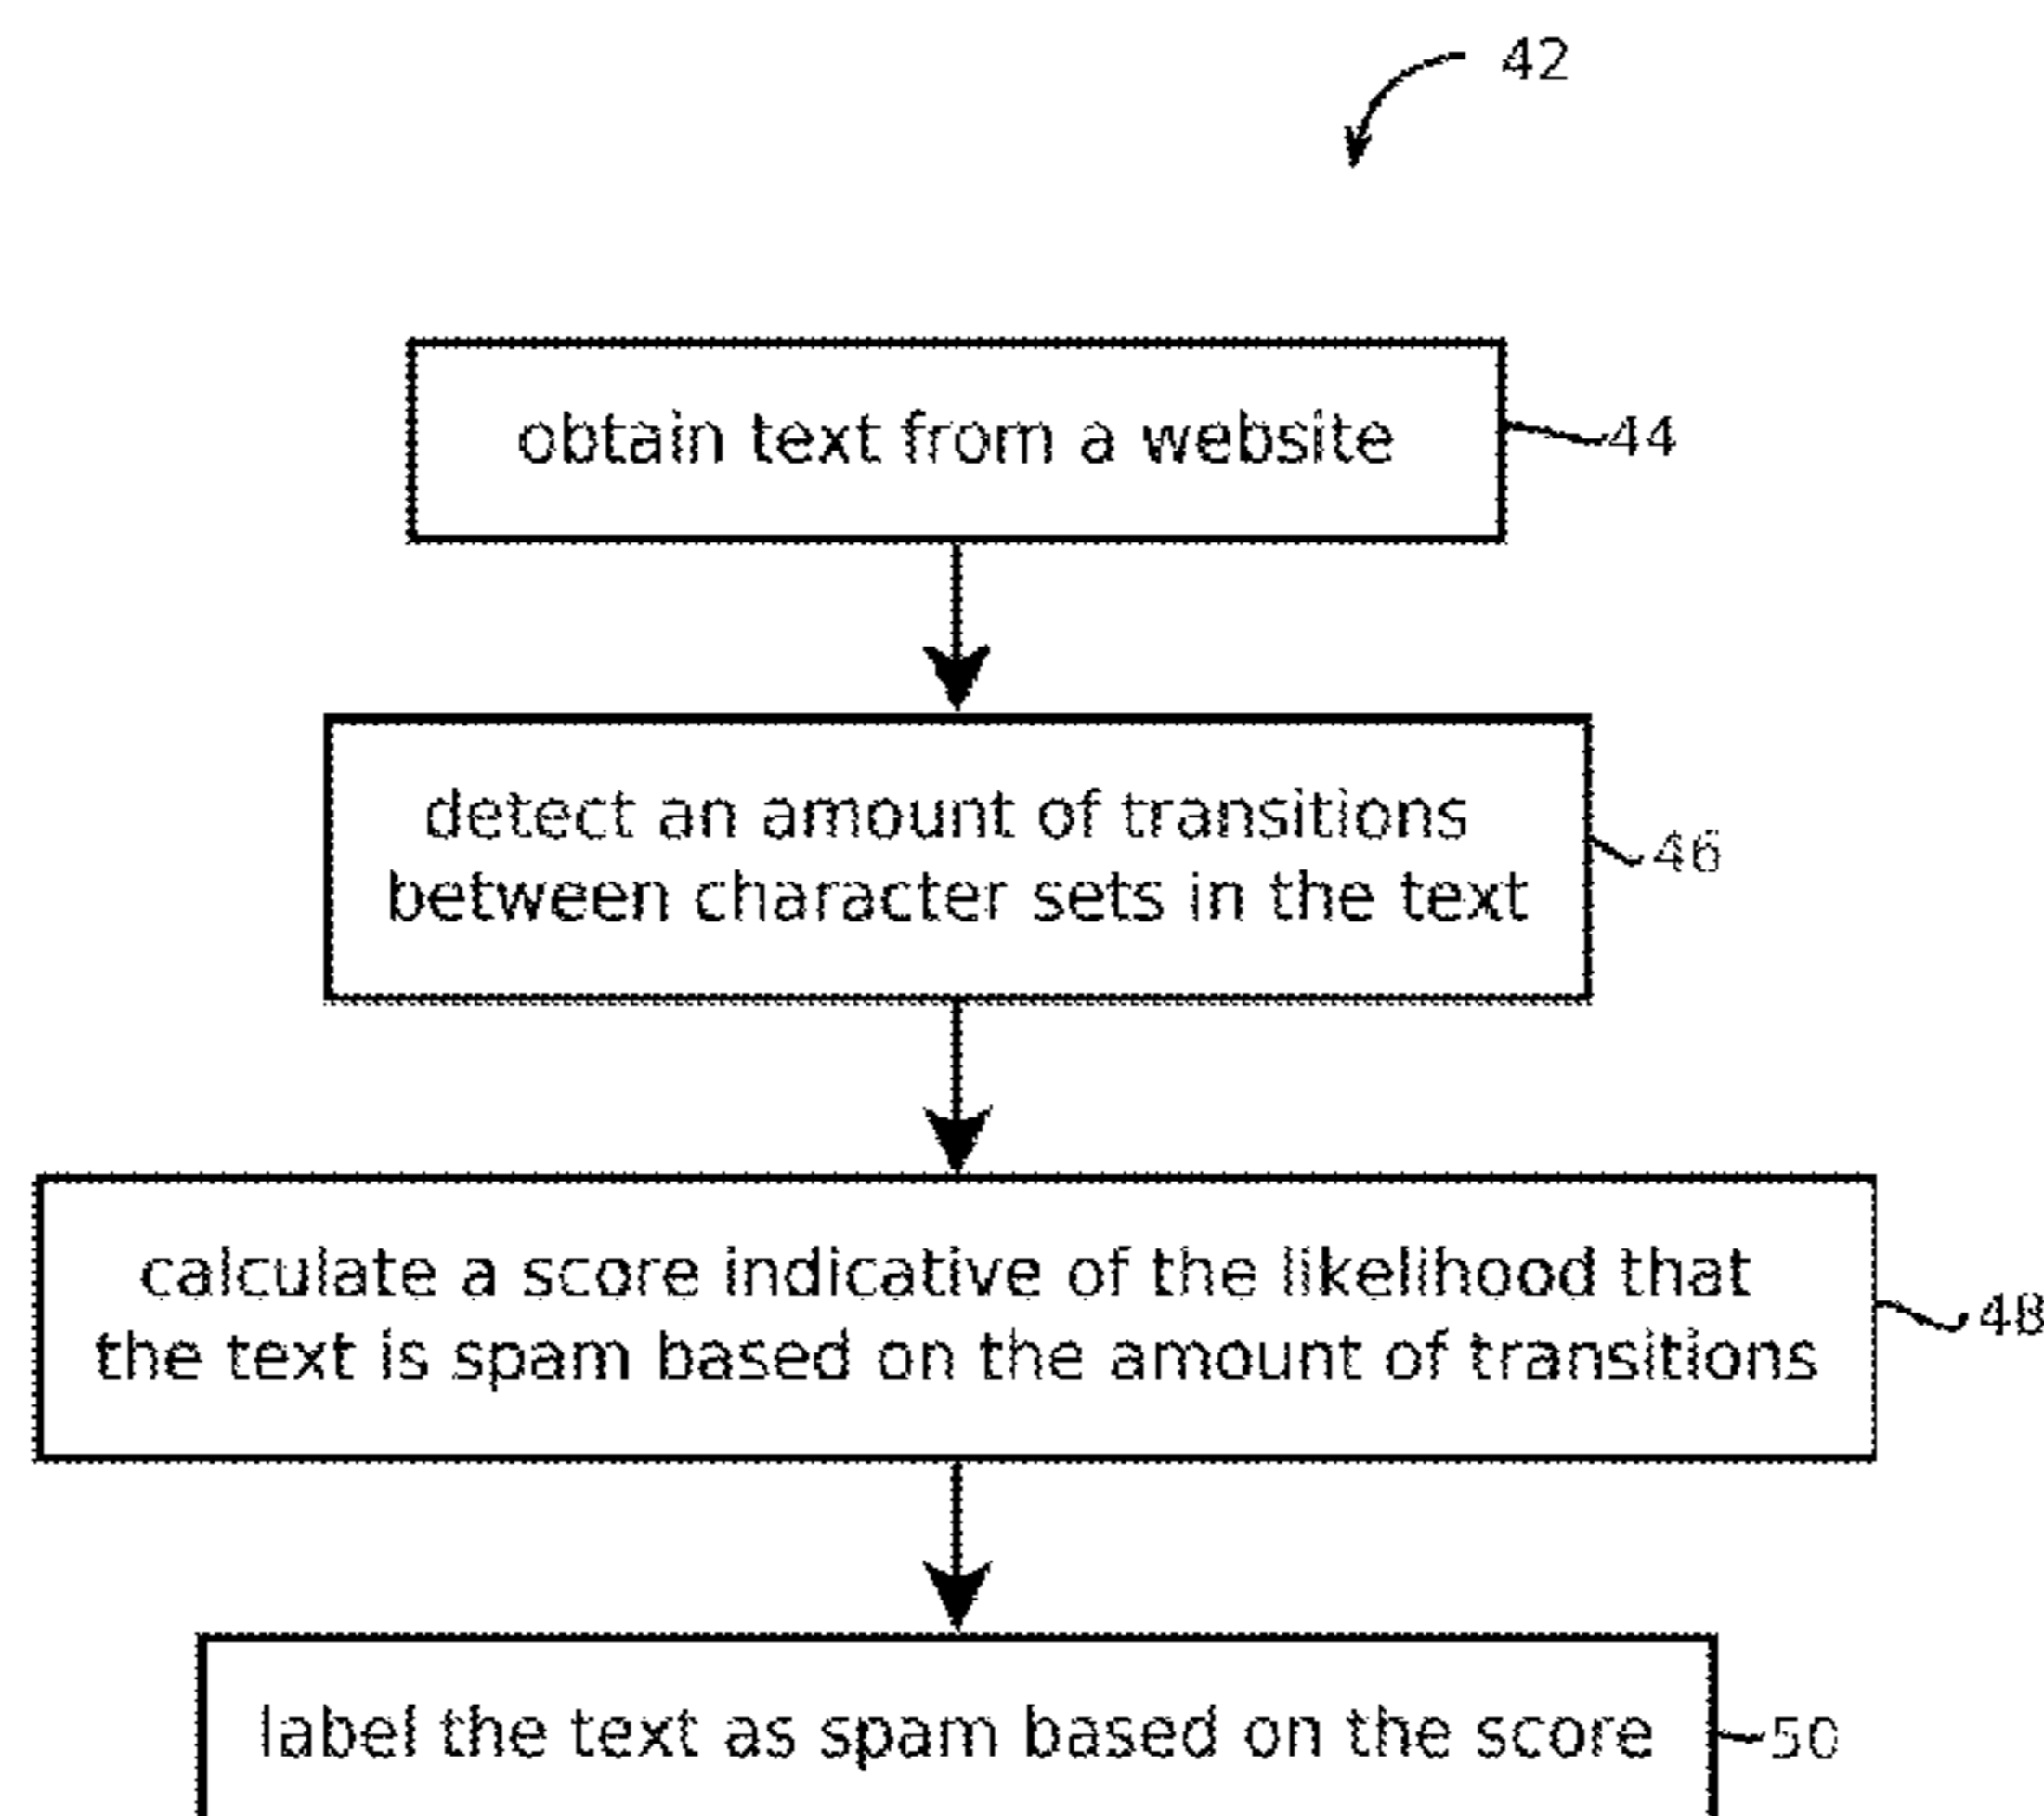 42
obtain text from a website
44
detect an amount of transitions
between character sets in the text
46
calculate a score indicative of the likelihood that
the text is spam based on the amount of transitions
48
label the text as spam based on the score
50